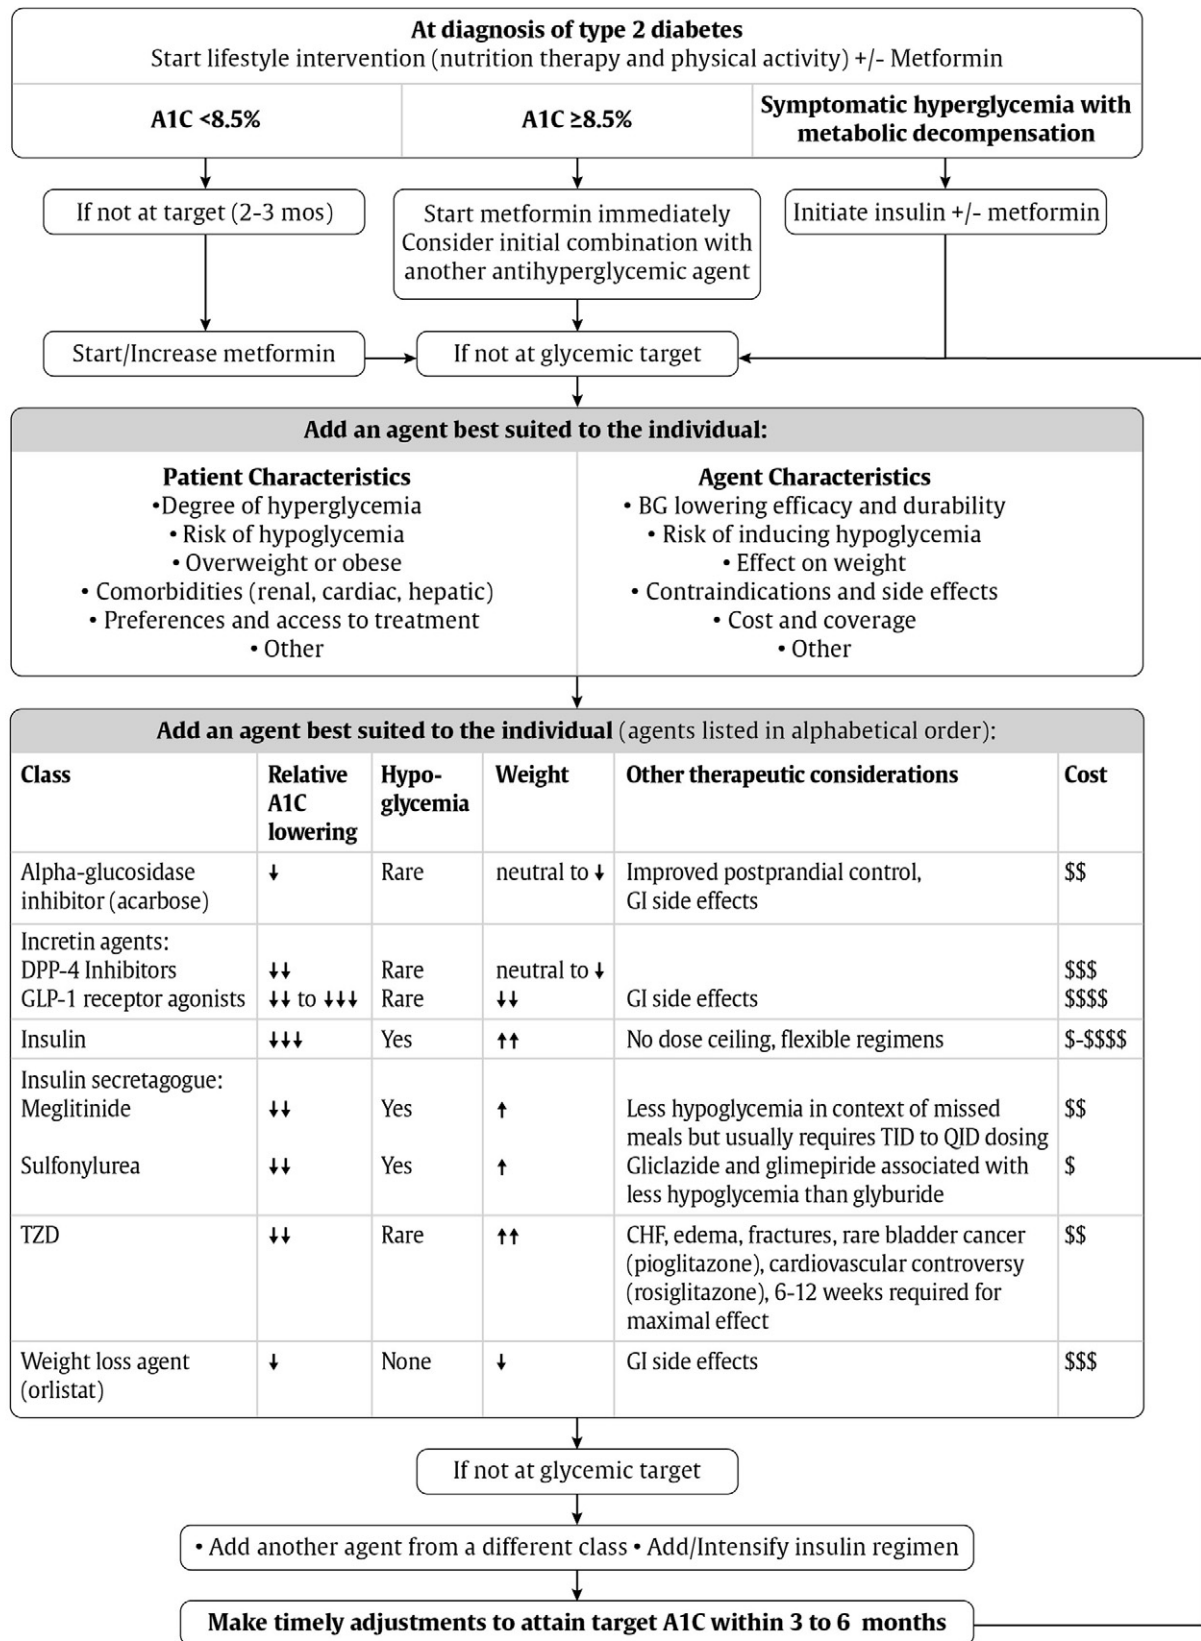 At diagnosis of type 2 diabetes
Start lifestyle intervention (nutrition therapy and physical activity) +/- Metformin
A1C <8.5%
A1C ≥8.5%
Symptomatic hyperglycemia with
metabolic decompensation
If not at target (2-3 mos)
Start metformin immediately
Consider initial combination with
another antihyperglycemic agent
Initiate insulin +/- metformin
Start/Increase metformin
If not at glycemic target
Add an agent best suited to the individual:
Patient Characteristics
•Degree of hyperglycemia
• Risk of hypoglycemia
•Overweight or obese
• Comorbidities (renal, cardiac, hepatic)
• Preferences and access to treatment
• Other
Agent Characteristics
• BG lowering efficacy and durability
• Risk of inducing hypoglycemia
• Effect on weight
• Contraindications and side effects
• Cost and coverage
• Other
Add an agent best suited to the individual (agents listed in alphabetical order):
Class
Relative
A1C
lowering
Hypo-
glycemia
Weight
Other therapeutic considerations
Cost
Alpha-glucosidase
inhibitor (acarbose)
↓
Rare
neutral to ↓
Improved postprandial control,
GI side effects
$$
Incretin agents:
DPP-4 Inhibitors ↓↓ Rare neutral to ↓ $$$
GLP-1 receptor agonists ↓↓ to ↓↓↓ Rare ↓↓ GI side effects $$$$
Insulin ↓↓↓ Yes ↑↑ No dose ceiling, flexible regimens $-$$$$
Insulin secretagogue:
Meglitinide ↓↓ Yes ↑ Less hypoglycemia in context of missed $$
meals but usually requires TID to QID dosing
Sulfonylurea ↓↓ Yes ↑ Gliclazide and glimepiride associated with $
less hypoglycemia than glyburide
TZD ↓↓ Rare ↑↑ CHF, edema, fractures, rare bladder cancer $$
(pioglitazone), cardiovascular controversy
(rosiglitazone), 6-12 weeks required for
maximal effect
Weight loss agent
(orlistat)
↓
None
↓
GI side effects
$$$
If not at glycemic target
• Add another agent from a different class • Add/Intensify insulin regimen
Make timely adjustments to attain target A1C within 3 to 6 months